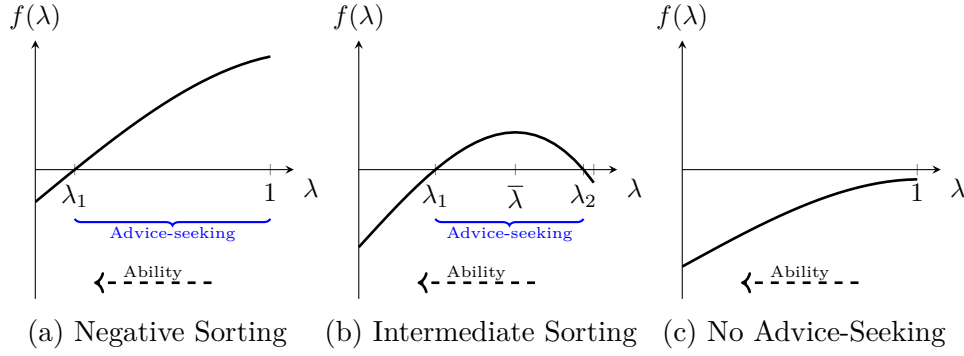 f(λ)
λ
λ₁
1
Advice-seeking
Ability
(a) Negative Sorting
f(λ)
λ
λ₁
λ̅
λ₂
Advice-seeking
Ability
(b) Intermediate Sorting
f(λ)
λ
1
Ability
(c) No Advice-Seeking